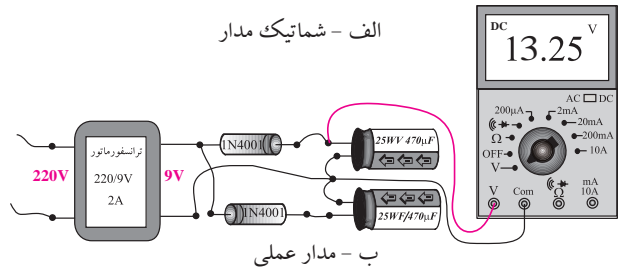 الف – شماتیک مدار
DC
13.25 V
AC DC
200µA
2mA
20mA
200mA
10A
Ω
OFF
V
V
Com
Ω
mA
10A
1N4001
25WV 470µF
ترانسفورماتور
220/9V
2A
220V
9V
1N4001
25WF/470µF
ب – مدار عملی